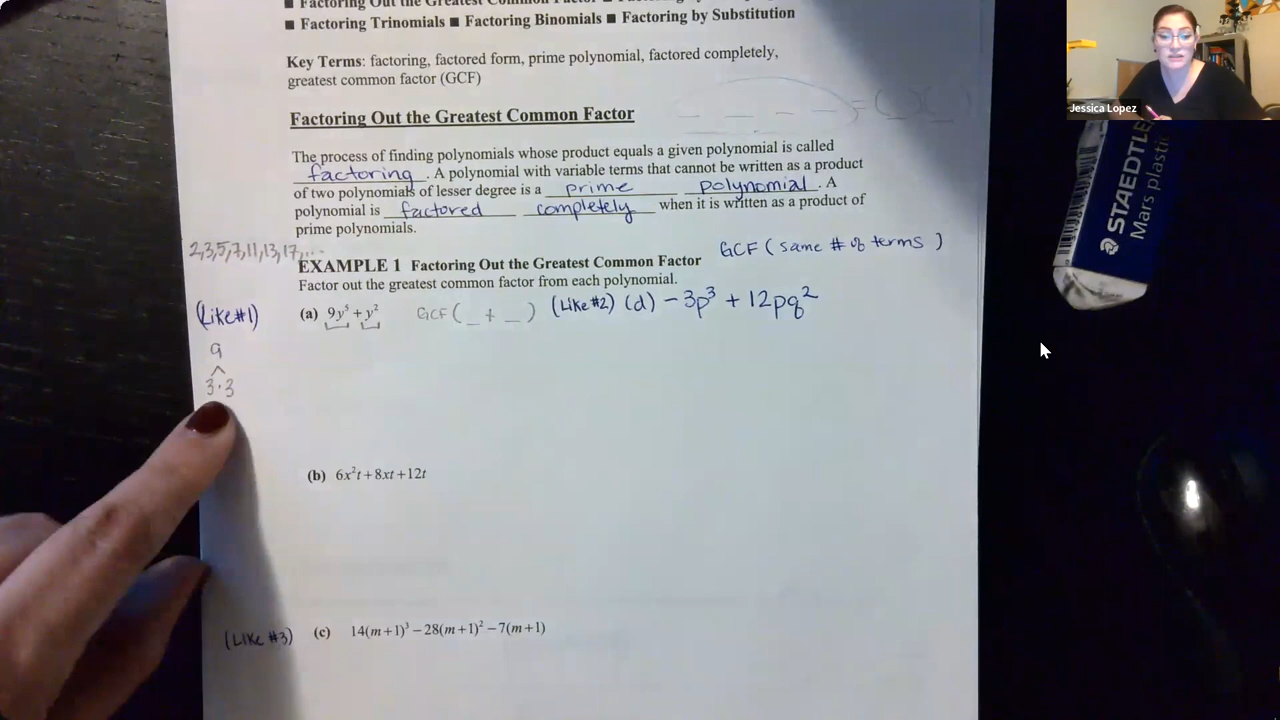 ■ Factoring Out the Greatest Common Factor ■
■ Factoring Trinomials ■ Factoring Binomials ■ Factoring by Substitution
Key Terms: factoring, factored form, prime polynomial, factored completely,
greatest common factor (GCF)
Factoring Out the Greatest Common Factor
The process of finding polynomials whose product equals a given polynomial is called
factoring. A polynomial with variable terms that cannot be written as a product
of two polynomials of lesser degree is a prime polynomial. A
polynomial is factored completely when it is written as a product of
prime polynomials.
2,3,5,7,11,13,17,...
GCF (same # of terms)
EXAMPLE 1 Factoring Out the Greatest Common Factor
Factor out the greatest common factor from each polynomial.
(Like #1) (a) 9y⁵ + y² GCF( _ + _ ) (Like #2) (d) -3p³ + 12pq²
9
3·3
(b) 6x²t + 8xt + 12t
(Like #3) (c) 14(m+1)³ − 28(m+1)² − 7(m+1)
Jessica Lopez
STAEDTLER
Mars plastic